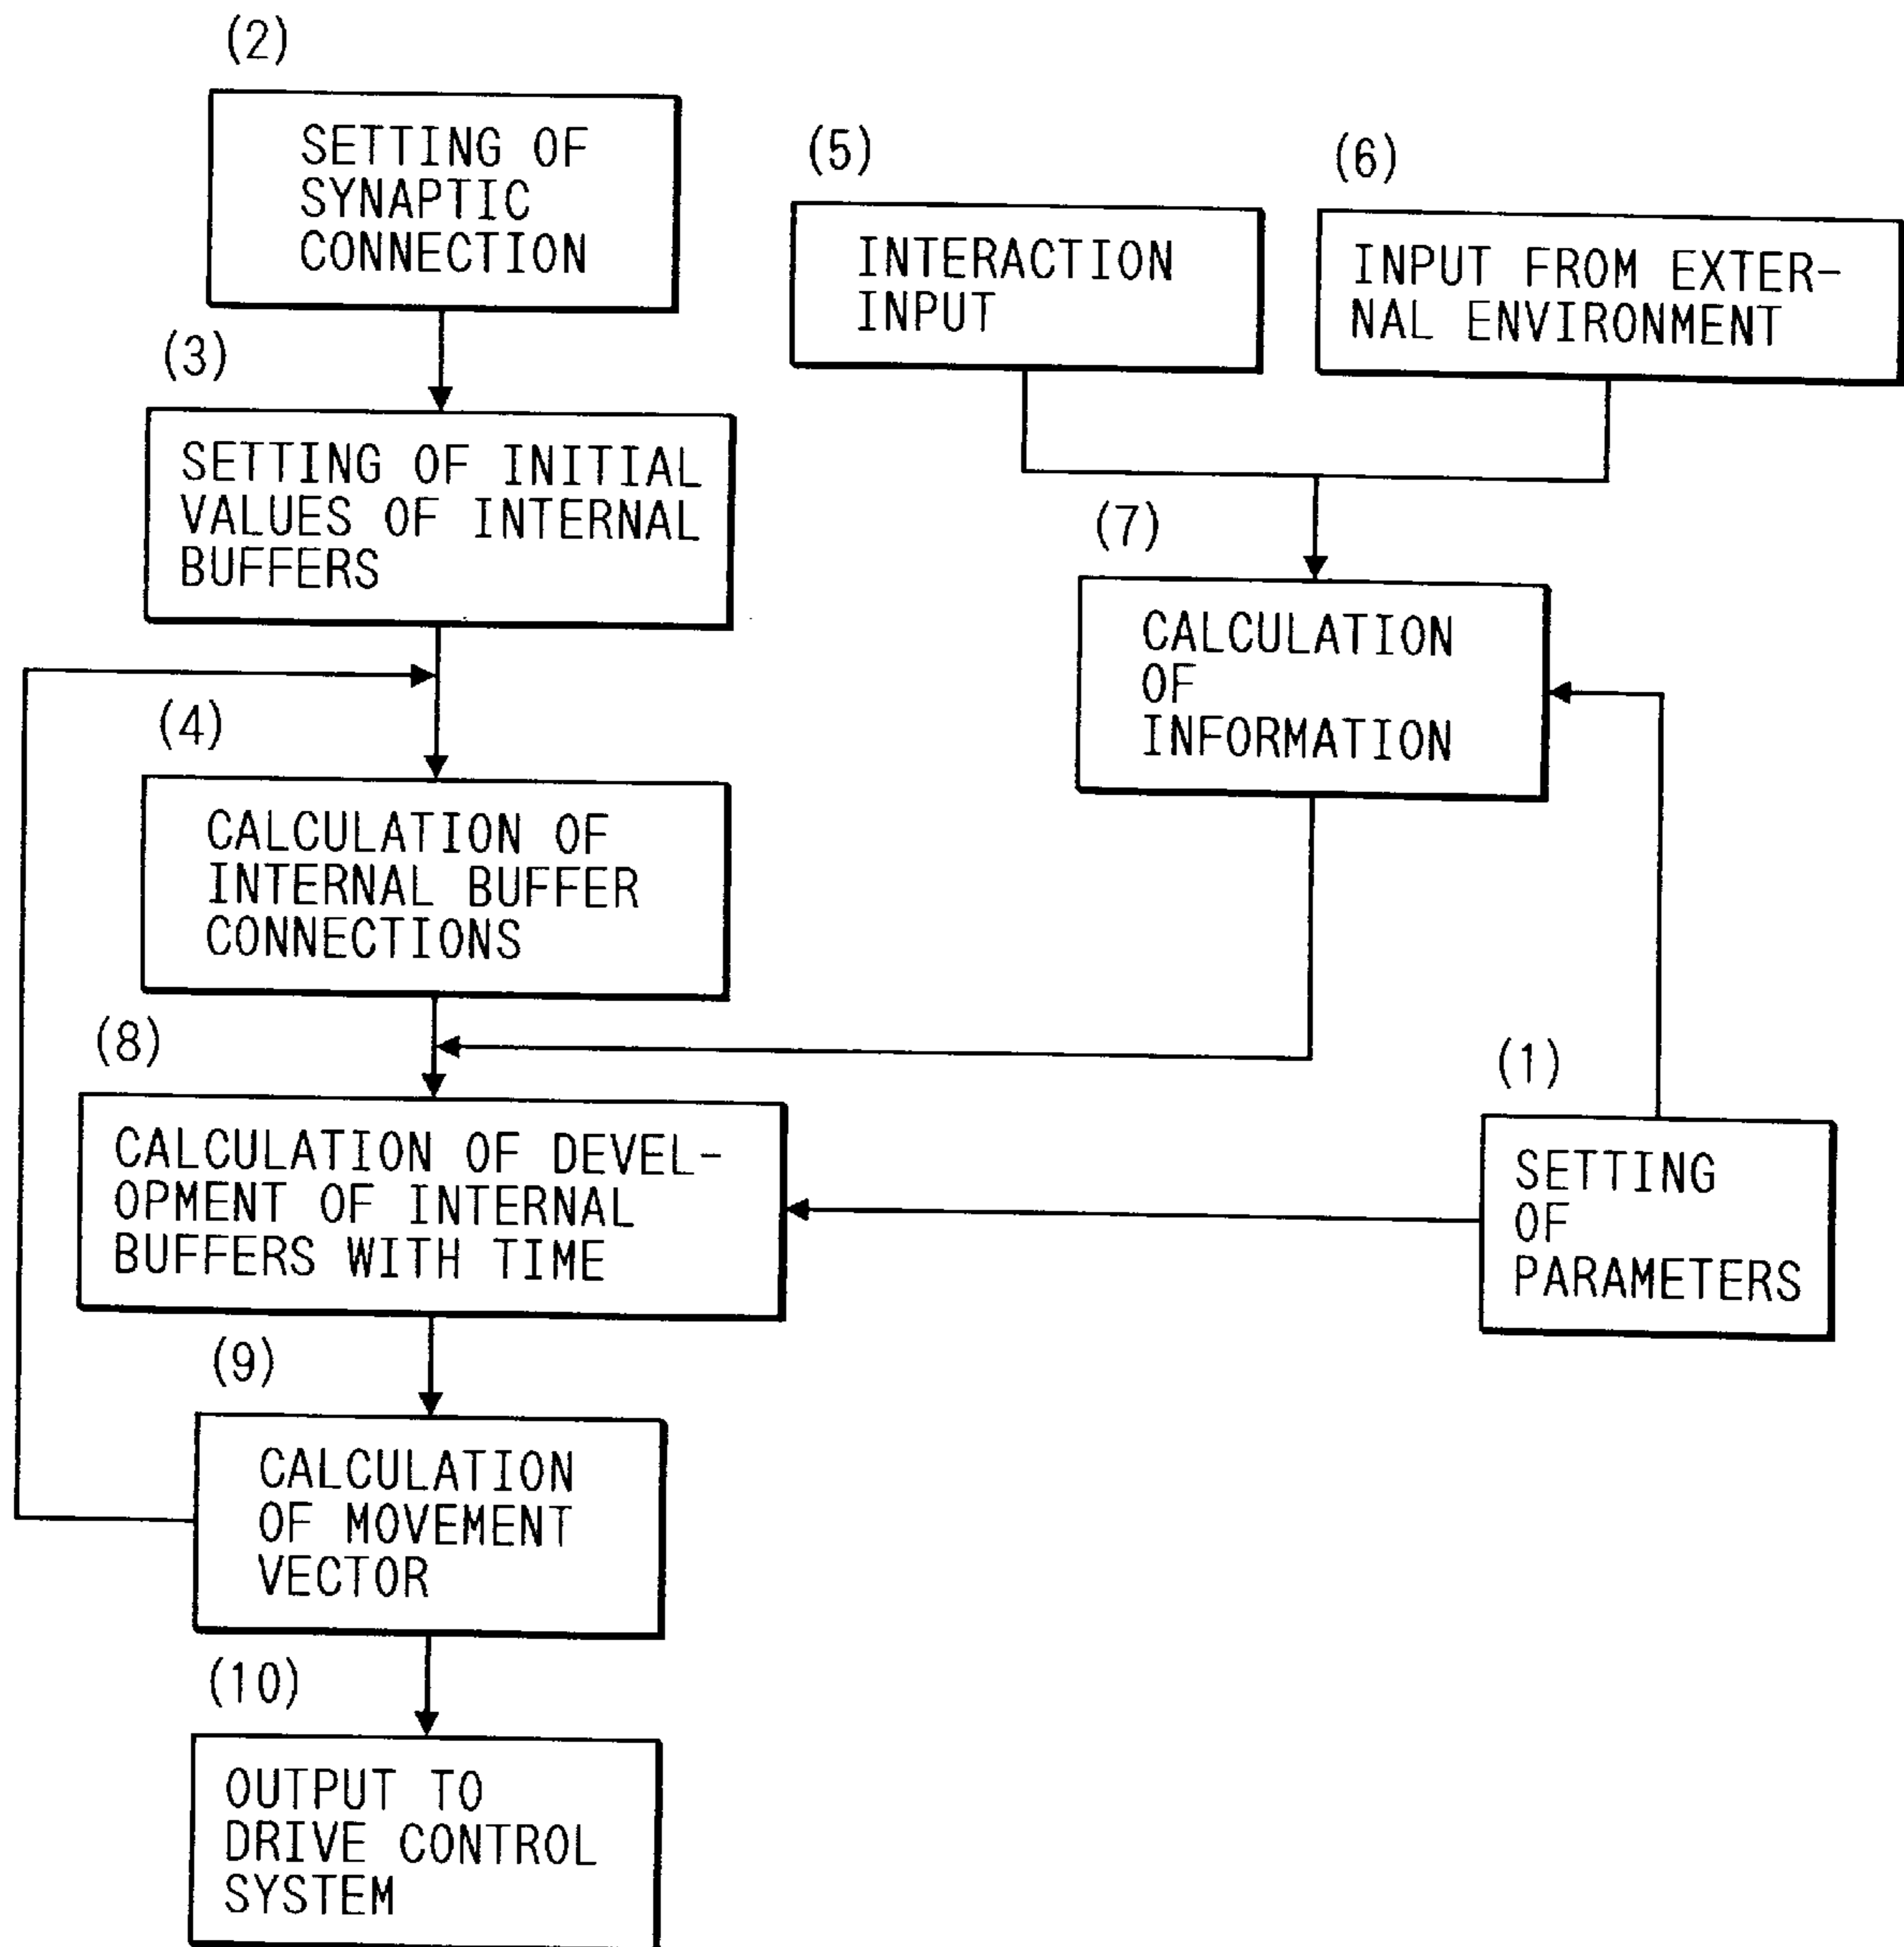 (2)
SETTING OF
SYNAPTIC
CONNECTION
(5)
INTERACTION
INPUT
(6)
INPUT FROM EXTER-
NAL ENVIRONMENT
(3)
SETTING OF INITIAL
VALUES OF INTERNAL
BUFFERS
(7)
CALCULATION
OF
INFORMATION
(4)
CALCULATION OF
INTERNAL BUFFER
CONNECTIONS
(8)
CALCULATION OF DEVEL-
OPMENT OF INTERNAL
BUFFERS WITH TIME
(1)
SETTING
OF
PARAMETERS
(9)
CALCULATION
OF MOVEMENT
VECTOR
(10)
OUTPUT TO
DRIVE CONTROL
SYSTEM